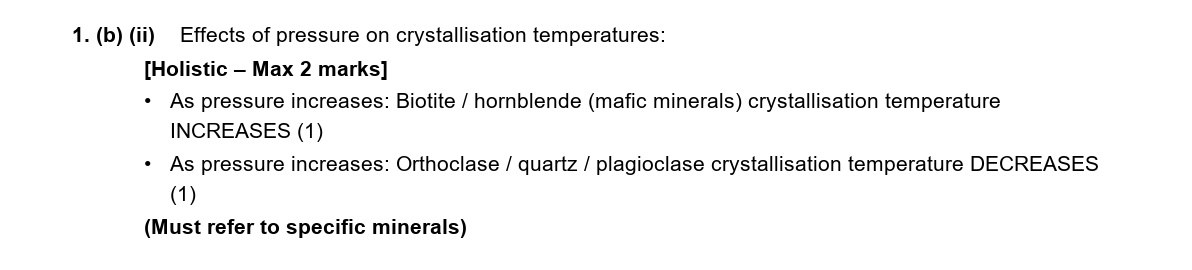 1. (b) (ii) Effects of pressure on crystallisation temperatures:
[Holistic – Max 2 marks]
• As pressure increases: Biotite / hornblende (mafic minerals) crystallisation temperature
INCREASES (1)
• As pressure increases: Orthoclase / quartz / plagioclase crystallisation temperature DECREASES
(1)
(Must refer to specific minerals)